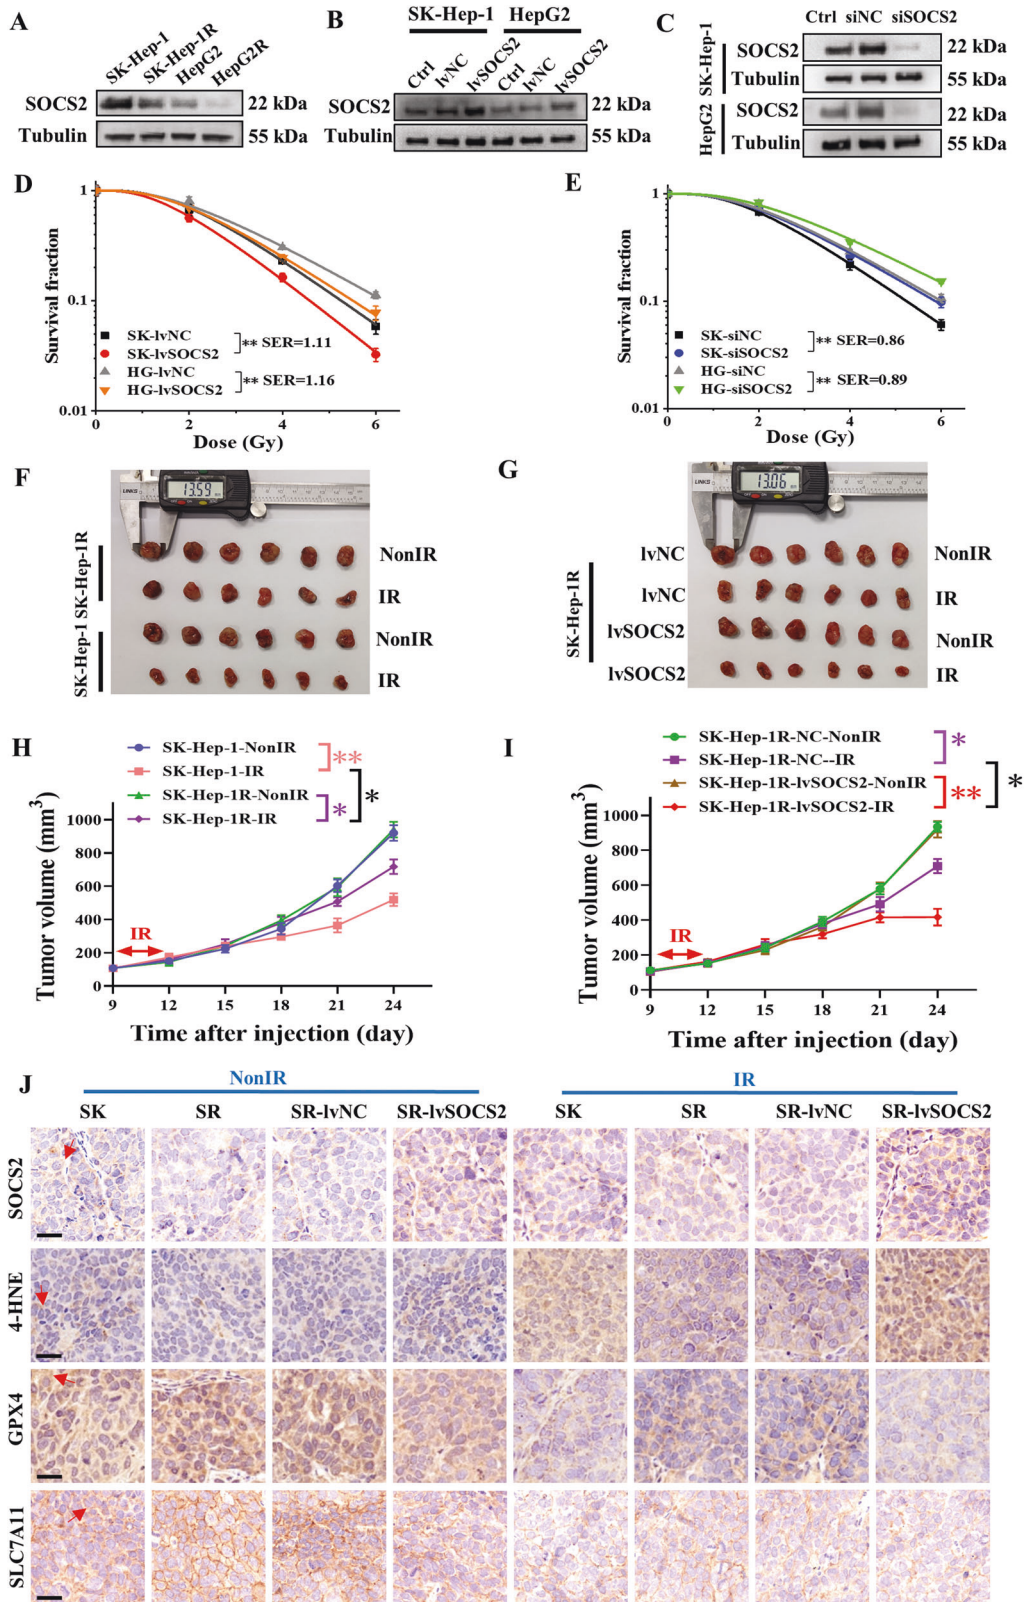 A
SK-Hep-1
SK-Hep-1R
HepG2
HepG2R
SOCS2
22 kDa
Tubulin
55 kDa
B
SK-Hep-1 HepG2
Ctrl
lvNC
lvSOCS2
Ctrl
lvNC
lvSOCS2
SOCS2
22 kDa
Tubulin
55 kDa
C
Ctrl siNC siSOCS2
SK-Hep-1
SOCS2
22 kDa
Tubulin
55 kDa
HepG2
SOCS2
22 kDa
Tubulin
55 kDa
D
Survival fraction
1
0.1
0.01
SK-lvNC
SK-lvSOCS2
** SER=1.11
HG-lvNC
HG-lvSOCS2
** SER=1.16
0 2 4 6
Dose (Gy)
E
Survival fraction
1
0.1
0.01
SK-siNC
SK-siSOCS2
** SER=0.86
HG-siNC
HG-siSOCS2
** SER=0.89
0 2 4 6
Dose (Gy)
F
LINKS
13.59
SK-Hep-1R
NonIR
IR
SK-Hep-1
NonIR
IR
G
LINKS
13.06
SK-Hep-1R
lvNC NonIR
lvNC IR
lvSOCS2 NonIR
lvSOCS2 IR
H
SK-Hep-1-NonIR
SK-Hep-1-IR
SK-Hep-1R-NonIR
SK-Hep-1R-IR
**
*
*
Tumor volume (mm³)
1000
800
600
400
200
0
IR
9 12 15 18 21 24
Time after injection (day)
I
SK-Hep-1R-NC-NonIR
SK-Hep-1R-NC--IR
SK-Hep-1R-lvSOCS2-NonIR
SK-Hep-1R-lvSOCS2-IR
*
**
*
Tumor volume (mm³)
1000
800
600
400
200
0
IR
9 12 15 18 21 24
Time after injection (day)
J
NonIR IR
SK SR SR-lvNC SR-lvSOCS2 SK SR SR-lvNC SR-lvSOCS2
SOCS2
4-HNE
GPX4
SLC7A11